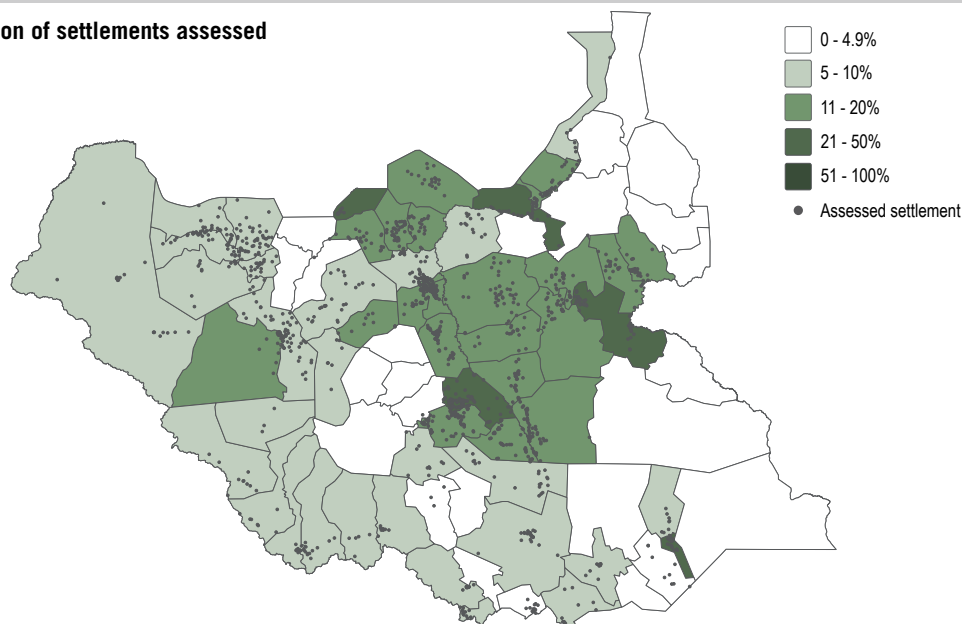 on of settlements assessed
0 - 4.9%
5 - 10%
11 - 20%
21 - 50%
51 - 100%
Assessed settlement